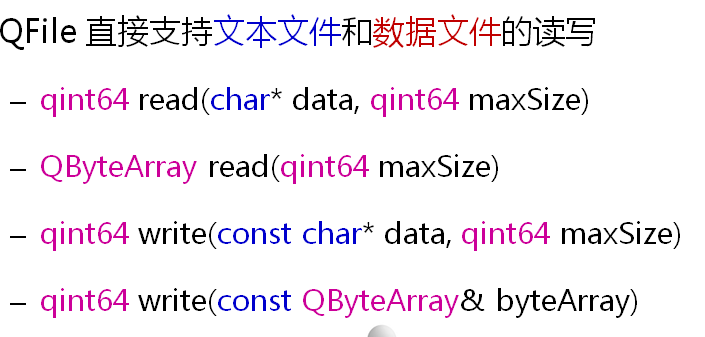 QFile 直接支持文本文件和数据文件的读写
– qint64 read(char* data, qint64 maxSize)
– QByteArray read(qint64 maxSize)
– qint64 write(const char* data, qint64 maxSize)
– qint64 write(const QByteArray& byteArray)